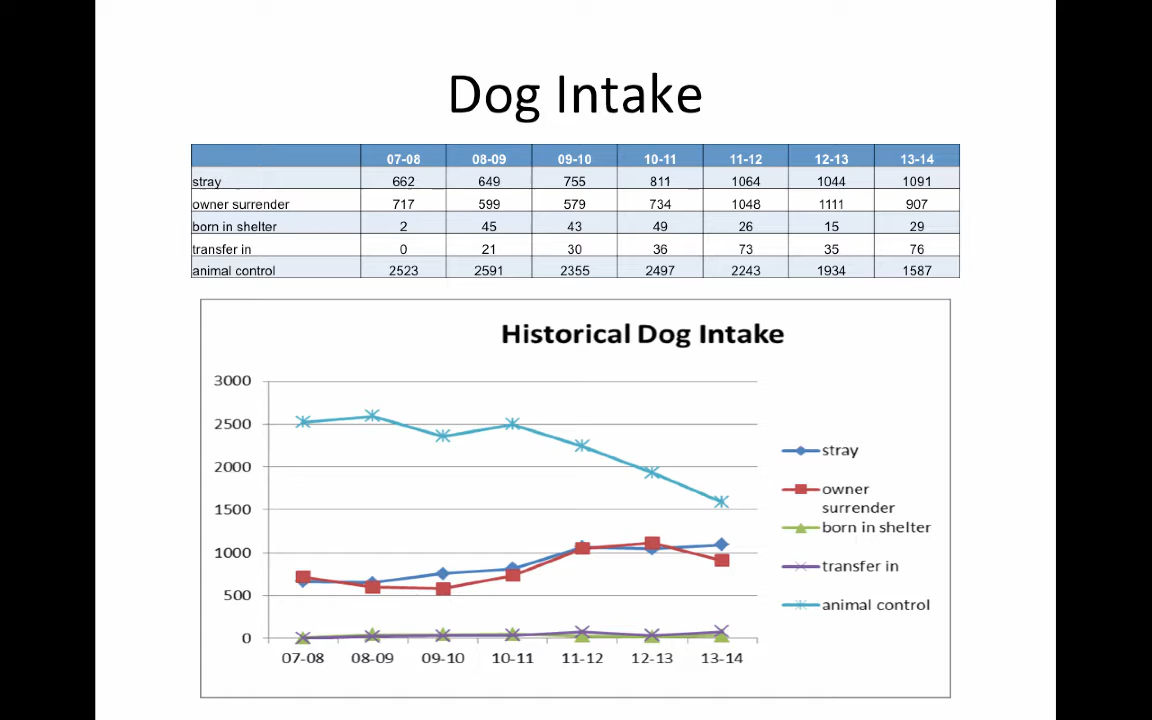 Dog Intake
07-08 08-09 09-10 10-11 11-12 12-13 13-14
stray 662 649 755 811 1064 1044 1091
owner surrender 717 599 579 734 1048 1111 907
born in shelter 2 45 43 49 26 15 29
transfer in 0 21 30 36 73 35 76
animal control 2523 2591 2355 2497 2243 1934 1587
Historical Dog Intake
3000
2500
2000
1500
1000
500
0
07-08 08-09 09-10 10-11 11-12 12-13 13-14
stray
owner
surrender
born in shelter
transfer in
animal control